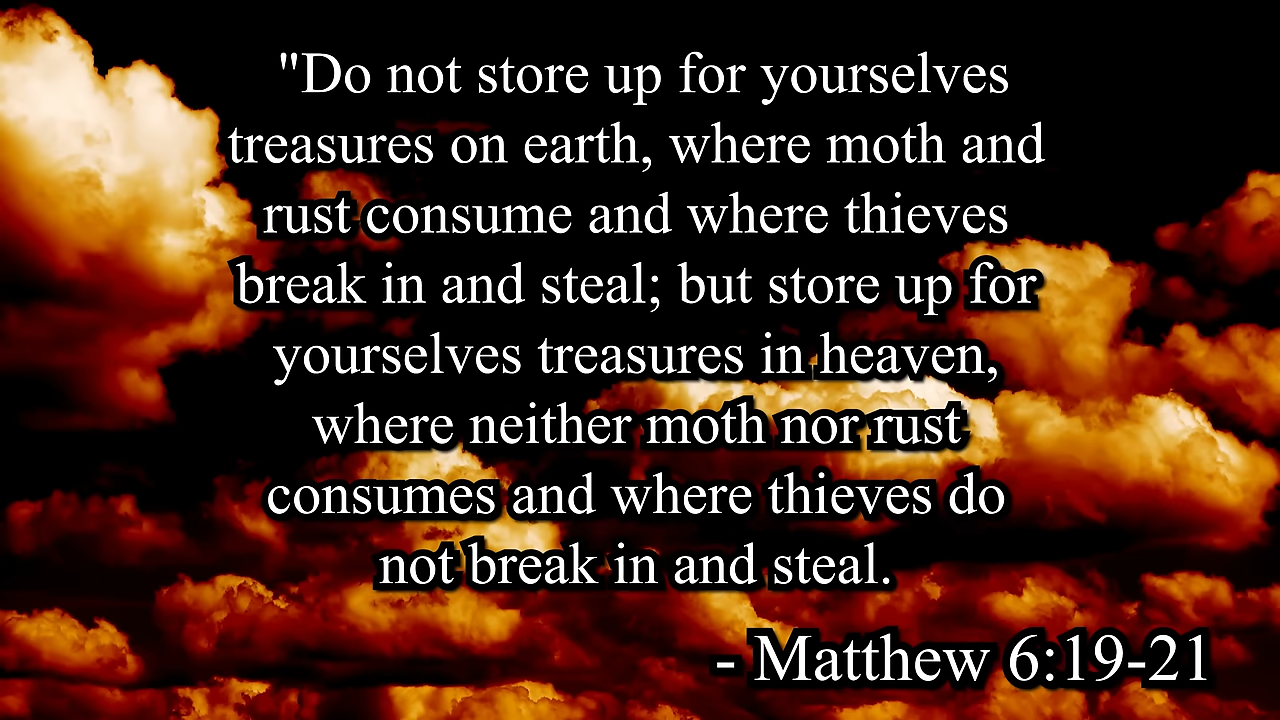 "Do not store up for yourselves
treasures on earth, where moth and
rust consume and where thieves
break in and steal; but store up for
yourselves treasures in heaven,
where neither moth nor rust
consumes and where thieves do
not break in and steal.
- Matthew 6:19-21